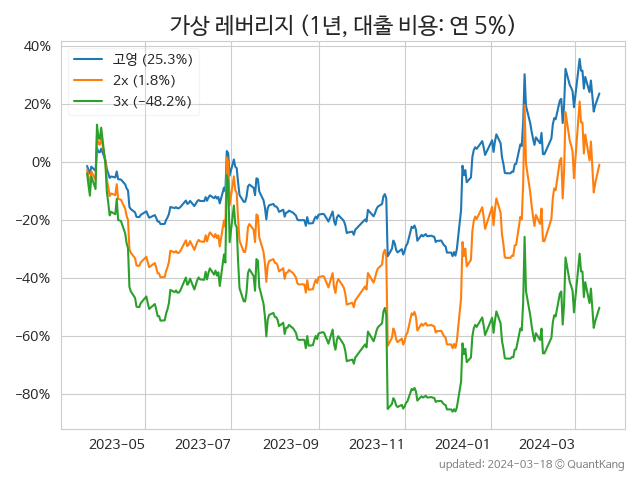 가상 레버리지 (1년, 대출 비용: 연 5%)
고영 (25.3%)
2x (1.8%)
3x (−48.2%)
40%
20%
0%
−20%
−40%
−60%
−80%
2023-05
2023-07
2023-09
2023-11
2024-01
2024-03
updated: 2024-03-18 © QuantKang